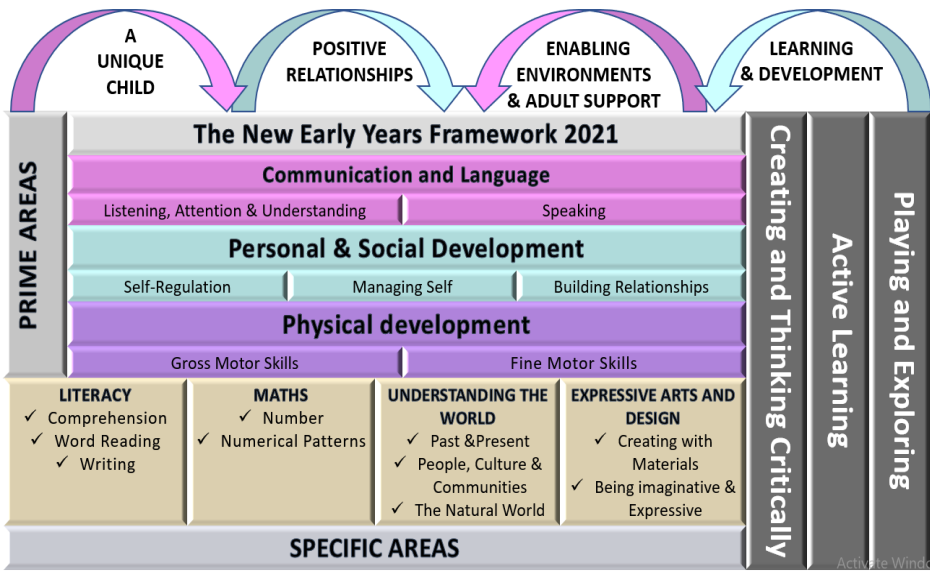 A
UNIQUE
CHILD
POSITIVE
RELATIONSHIPS
ENABLING
ENVIRONMENTS
& ADULT SUPPORT
LEARNING
& DEVELOPMENT
PRIME AREAS
The New Early Years Framework 2021
Communication and Language
Listening, Attention & Understanding
Speaking
Personal & Social Development
Self-Regulation
Managing Self
Building Relationships
Physical development
Gross Motor Skills
Fine Motor Skills
LITERACY
✓ Comprehension
✓ Word Reading
✓ Writing
MATHS
✓ Number
✓ Numerical Patterns
UNDERSTANDING THE
WORLD
✓ Past &Present
✓ People, Culture &
Communities
✓ The Natural World
EXPRESSIVE ARTS AND
DESIGN
✓ Creating with
Materials
✓ Being imaginative &
Expressive
SPECIFIC AREAS
Creating and Thinking Critically
Active Learning
Playing and Exploring
Activate